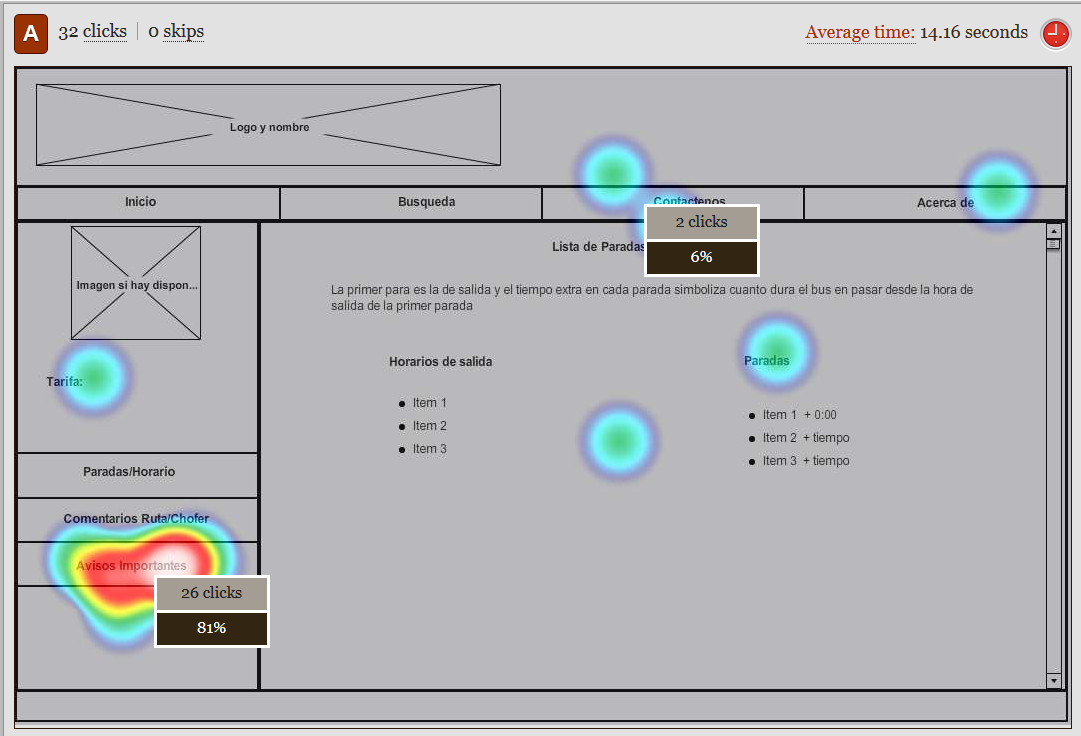 A
32 clicks
0 skips
Average time: 14.16 seconds
Logo y nombre
Inicio
Busqueda
Contactenos
Acerca de
2 clicks
6%
Imagen si hay dispon...
Tarifa:
Paradas/Horario
Comentarios Ruta/Chofer
Avisos Importantes
26 clicks
81%
Lista de Paradas
La primer para es la de salida y el tiempo extra en cada parada simboliza cuanto dura el bus en pasar desde la hora de
salida de la primer parada
Horarios de salida
Item 1
Item 2
Item 3
Paradas
Item 1 + 0:00
Item 2 + tiempo
Item 3 + tiempo